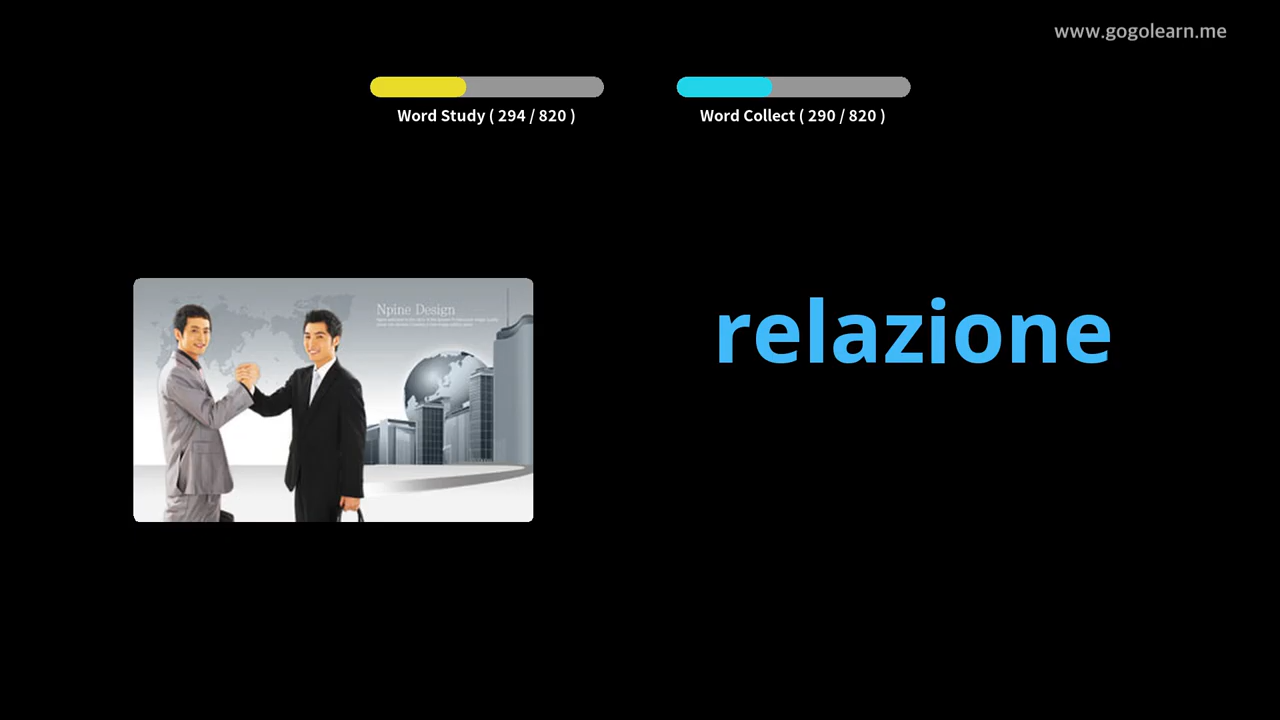 www.gogolearn.me
Word Study ( 294 / 820 )
Word Collect ( 290 / 820 )
Npine Design
relazione